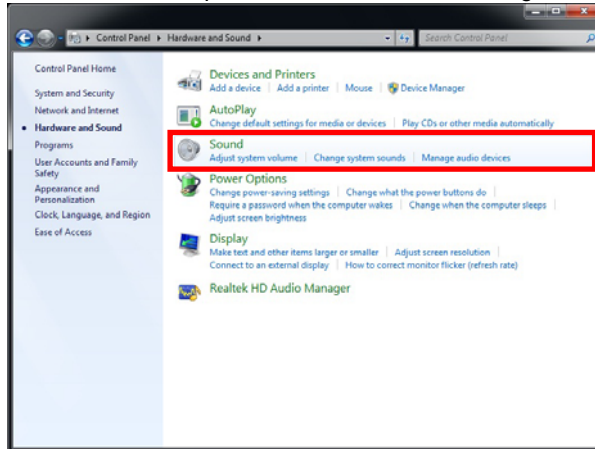 Control Panel ▸ Hardware and Sound ▸
Search Control Panel
Control Panel Home
System and Security
Network and Internet
Hardware and Sound
Programs
User Accounts and Family
Safety
Appearance and
Personalization
Clock, Language, and Region
Ease of Access
Devices and Printers
Add a device | Add a printer | Mouse | Device Manager
AutoPlay
Change default settings for media or devices | Play CDs or other media automatically
Sound
Adjust system volume | Change system sounds | Manage audio devices
Power Options
Change power-saving settings | Change what the power buttons do |
Require a password when the computer wakes | Change when the computer sleeps |
Adjust screen brightness
Display
Make text and other items larger or smaller | Adjust screen resolution |
Connect to an external display | How to correct monitor flicker (refresh rate)
Realtek HD Audio Manager